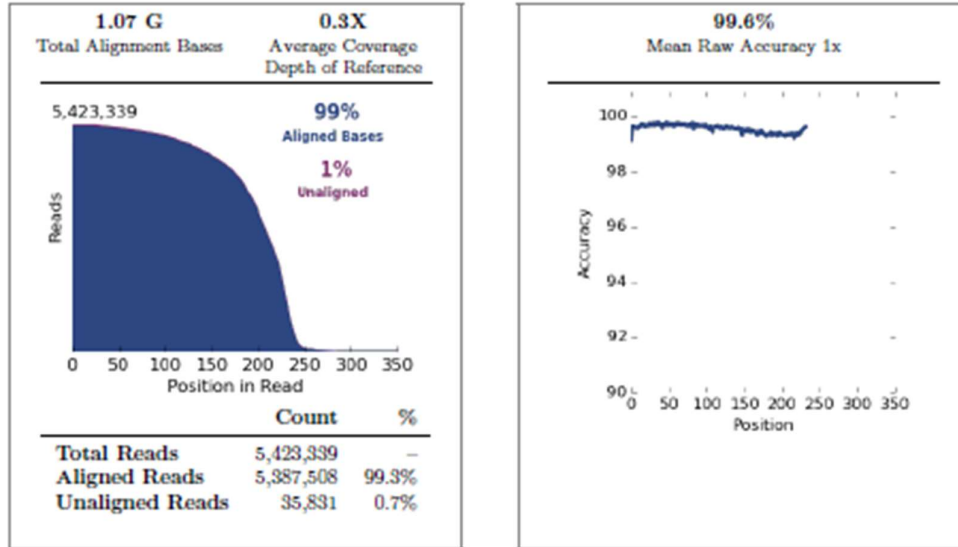 1.07 G 0.3X
Total Alignment Bases Average Coverage
Depth of Reference
5,423,339
99%
Aligned Bases
1%
Unaligned
Reads
0 50 100 150 200 250 300 350
Position in Read
Count %
Total Reads 5,423,339 –
Aligned Reads 5,387,508 99.3%
Unaligned Reads 35,831 0.7%
99.6%
Mean Raw Accuracy 1x
100
98
96
94
92
90
Accuracy
0 50 100 150 200 250 300 350
Position